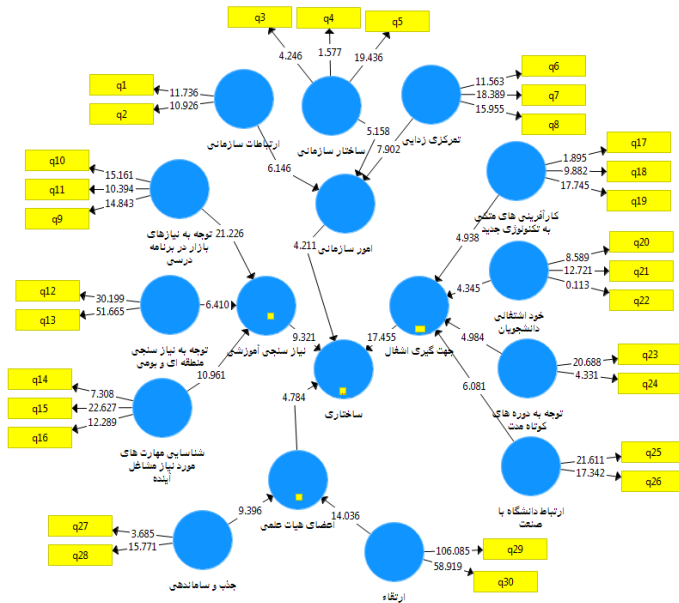 q3
q4
q5
4.246
1.577
19.436
q1
q2
11.736
10.926
ارتباطات سازمانی
ساختار سازمانی
تمرکزی زدایی
q6
q7
q8
11.563
18.389
15.955
6.146
5.158
7.902
امور سازمانی
q10
q11
q9
15.161
10.394
14.843
توجه به نیازهای
بازار در برنامه
درسی
21.226
4.211
q17
q18
q19
1.895
9.882
17.745
کارآفرینی های متکی
به تکنولوژی جدید
4.938
q12
q13
30.199
51.665
توجه به نیاز سنجی
منطقه ای و بومی
6.410
نیاز سنجی آموزشی
9.321
17.455
جهت گیری اشغال
q20
q21
q22
8.589
12.721
0.113
خود اشتغالی
دانشجویان
4.345
ساختاری
q14
q15
q16
7.308
22.627
12.289
شناسایی مهارت های
مورد نیاز مشاغل
آینده
10.961
4.784
q23
q24
20.688
4.331
توجه به دوره های
کوتاه مدت
4.984
6.081
q25
q26
21.611
17.342
ارتباط دانشگاه با
صنعت
اعضای هیات علمی
9.396
14.036
q27
q28
3.685
15.771
جذب و ساماندهی
q29
q30
106.085
58.919
ارتقاء